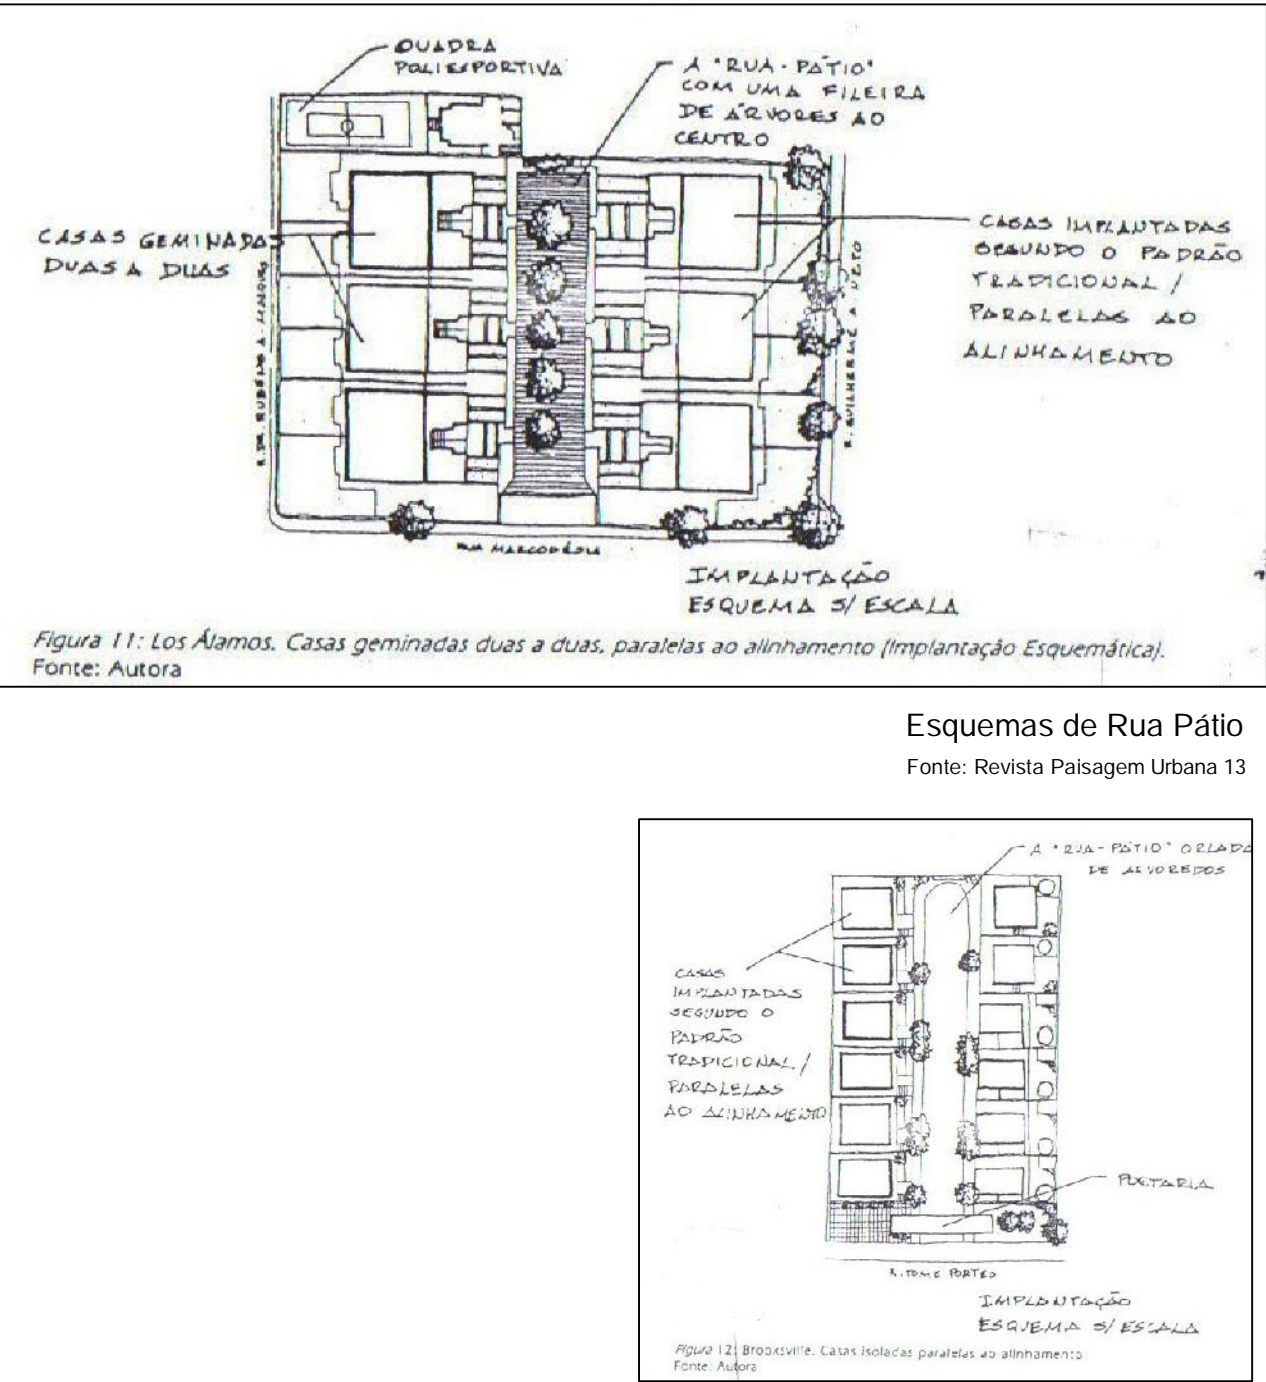 QUADRA
POLIESPORTIVA
A "RUA-PÁTIO"
COM UMA FILEIRA
DE ÁRVORES AO
CENTRO
CASAS GEMINADAS
DUAS A DUAS
CASAS IMPLANTADAS
SEGUNDO O PADRÃO
TRADICIONAL /
PARALELAS AO
ALINHAMENTO
R. GUILHERME A. NETO
IMPLANTAÇÃO
ESQUEMA S/ ESCALA
Figura 11: Los Álamos. Casas geminadas duas a duas, paralelas ao alinhamento (Implantação Esquemática).
Fonte: Autora
Esquemas de Rua Pátio
Fonte: Revista Paisagem Urbana 13
A "RUA-PÁTIO" ORLADA
DE ALVOREDOS
CASAS
IMPLANTADAS
SEGUNDO O
PADRÃO
TRADICIONAL /
PARALELAS
AO ALINHAMENTO
PORTARIA
R. TOMÉ PORTES
IMPLANTAÇÃO
ESQUEMA S/ ESCALA
Figura 12: Brooksville. Casas isoladas paralelas ao alinhamento
Fonte: Autora